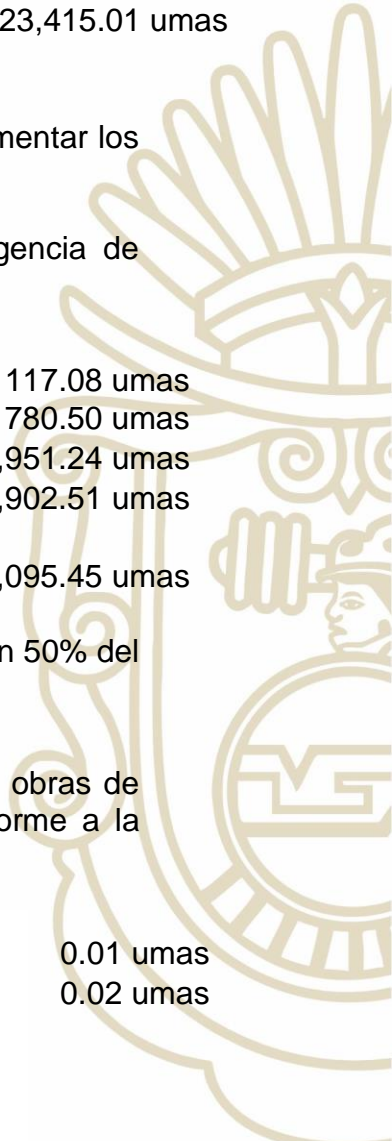 23,415.01 umas
mentar los
gencia de
117.08 umas
780.50 umas
,951.24 umas
,902.51 umas
,095.45 umas
n 50% del
obras de
orme a la
0.01 umas
0.02 umas